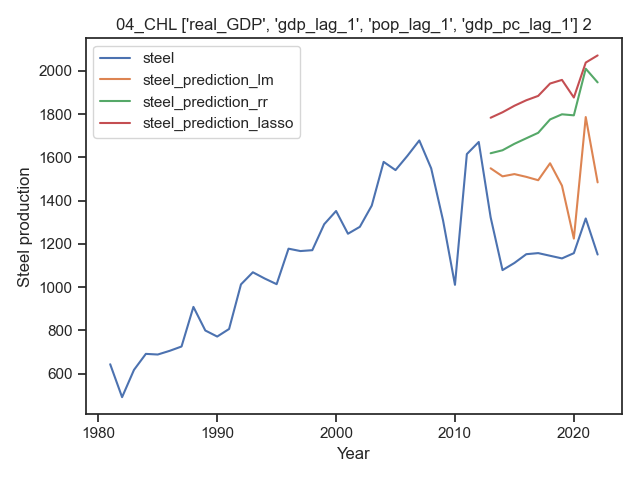 04_CHL ['real_GDP', 'gdp_lag_1', 'pop_lag_1', 'gdp_pc_lag_1'] 2
steel
steel_prediction_lm
steel_prediction_rr
steel_prediction_lasso
Steel production
2000
1800
1600
1400
1200
1000
800
600
1980
1990
2000
2010
2020
Year